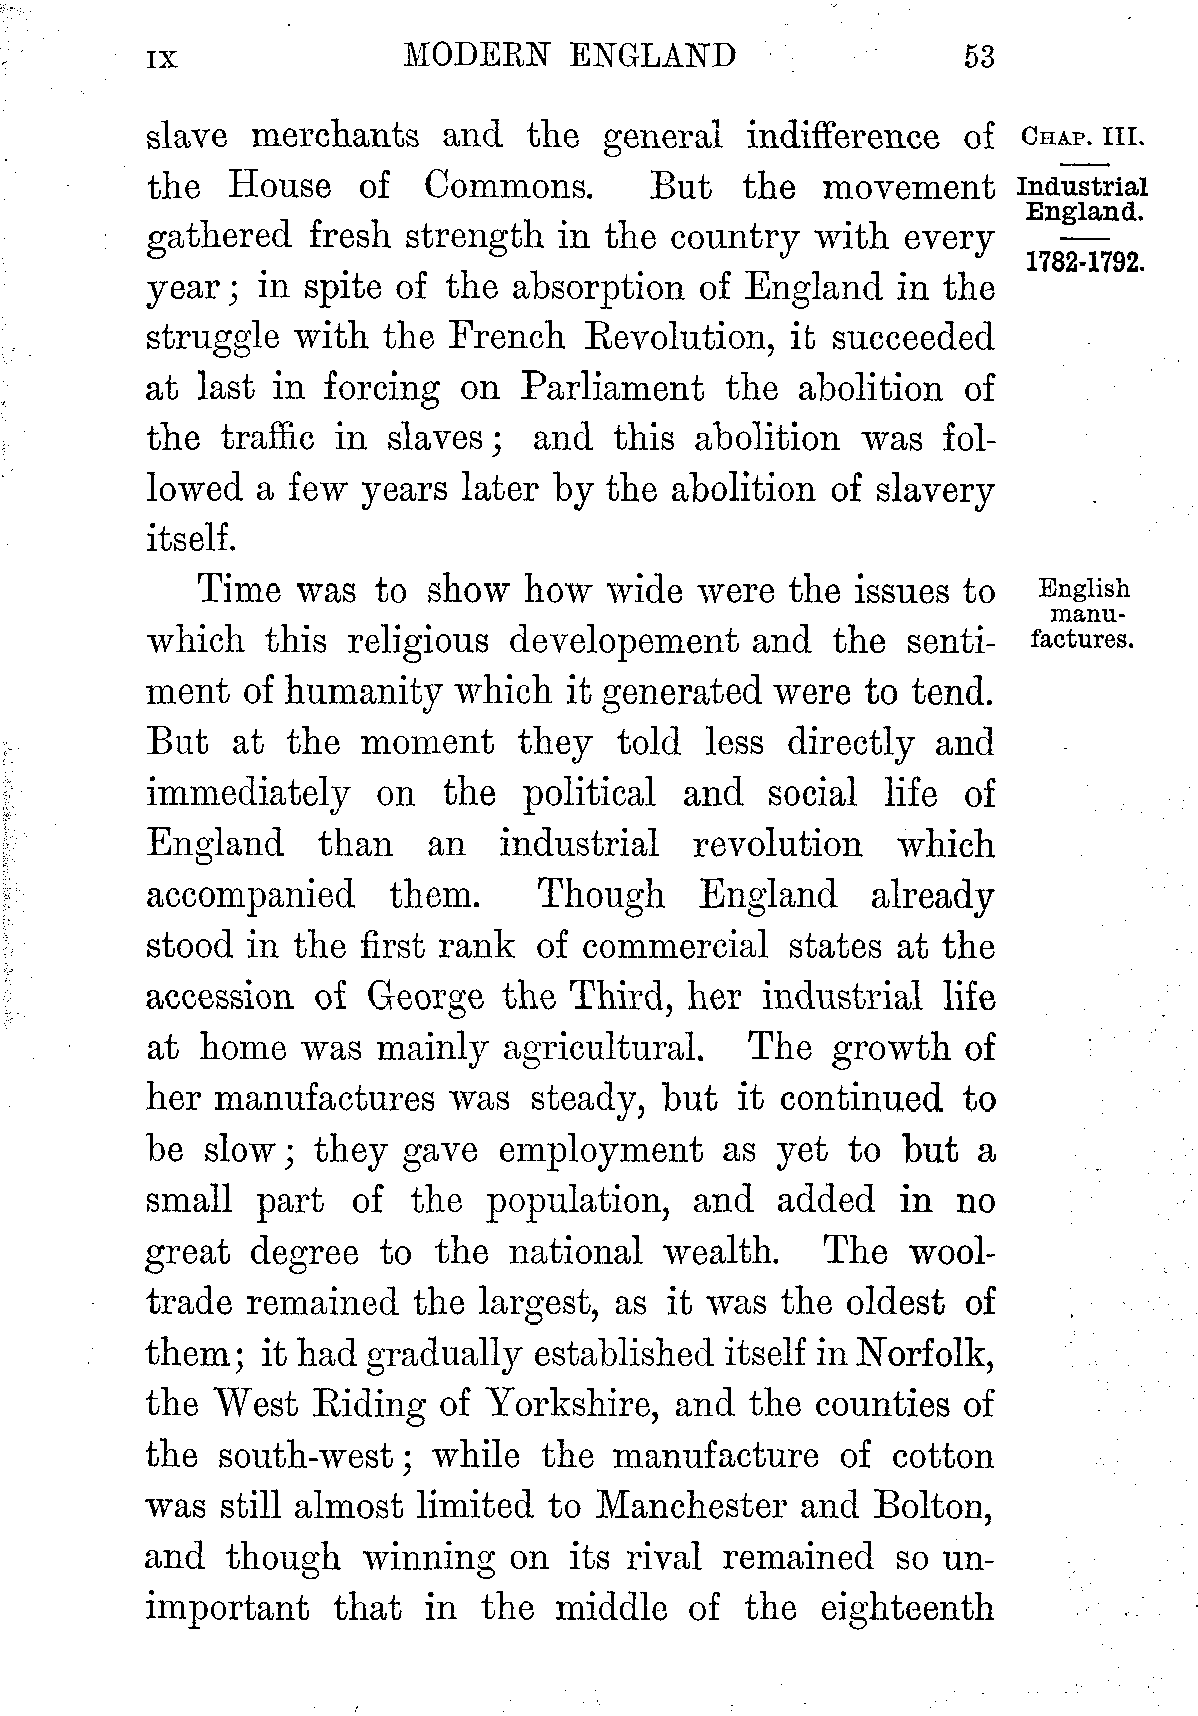 IX MODERN ENGLAND 53
slave merchants and the general indifference of
the House of Commons. But the movement
gathered fresh strength in the country with every
year; in spite of the absorption of England in the
struggle with the French Revolution, it succeeded
at last in forcing on Parliament the abolition of
the traffic in slaves; and this abolition was fol-
lowed a few years later by the abolition of slavery
itself.
CHAP. III.
Industrial
England.
1782-1792.
Time was to show how wide were the issues to
which this religious developement and the senti-
ment of humanity which it generated were to tend.
But at the moment they told less directly and
immediately on the political and social life of
England than an industrial revolution which
accompanied them. Though England already
stood in the first rank of commercial states at the
accession of George the Third, her industrial life
at home was mainly agricultural. The growth of
her manufactures was steady, but it continued to
be slow; they gave employment as yet to but a
small part of the population, and added in no
great degree to the national wealth. The wool-
trade remained the largest, as it was the oldest of
them; it had gradually established itself in Norfolk,
the West Riding of Yorkshire, and the counties of
the south-west; while the manufacture of cotton
was still almost limited to Manchester and Bolton,
and though winning on its rival remained so un-
important that in the middle of the eighteenth
English
manu-
factures.